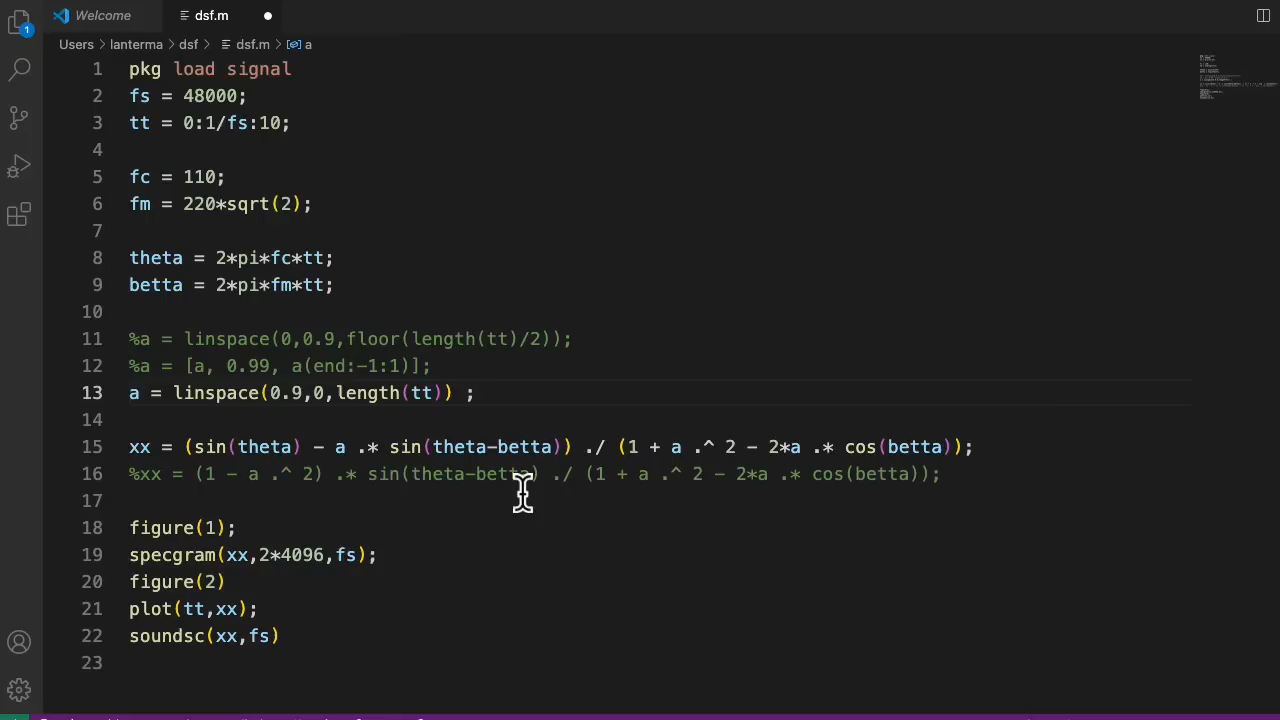 Welcome
dsf.m
Users > lanterma > dsf > dsf.m > a
1 pkg load signal
2 fs = 48000;
3 tt = 0:1/fs:10;
4
5 fc = 110;
6 fm = 220*sqrt(2);
7
8 theta = 2*pi*fc*tt;
9 betta = 2*pi*fm*tt;
10
11 %a = linspace(0,0.9,floor(length(tt)/2));
12 %a = [a, 0.99, a(end:-1:1)];
13 a = linspace(0.9,0,length(tt)) ;
14
15 xx = (sin(theta) - a .* sin(theta-betta)) ./ (1 + a .^ 2 - 2*a .* cos(betta));
16 %xx = (1 - a .^ 2) .* sin(theta-betta) ./ (1 + a .^ 2 - 2*a .* cos(betta));
17
18 figure(1);
19 specgram(xx,2*4096,fs);
20 figure(2)
21 plot(tt,xx);
22 soundsc(xx,fs)
23
1